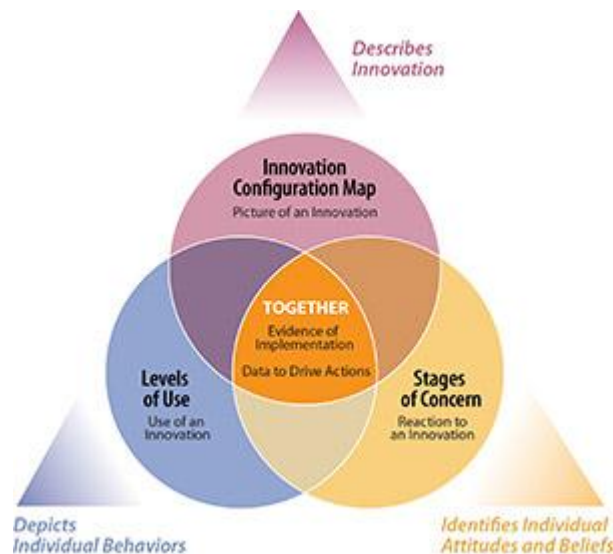 Describes
Innovation
Innovation
Configuration Map
Picture of an Innovation
TOGETHER
Evidence of
Implementation
Data to Drive Actions
Levels
of Use
Use of an
Innovation
Stages
of Concern
Reaction to
an Innovation
Depicts
Individual Behaviors
Identifies Individual
Attitudes and Beliefs